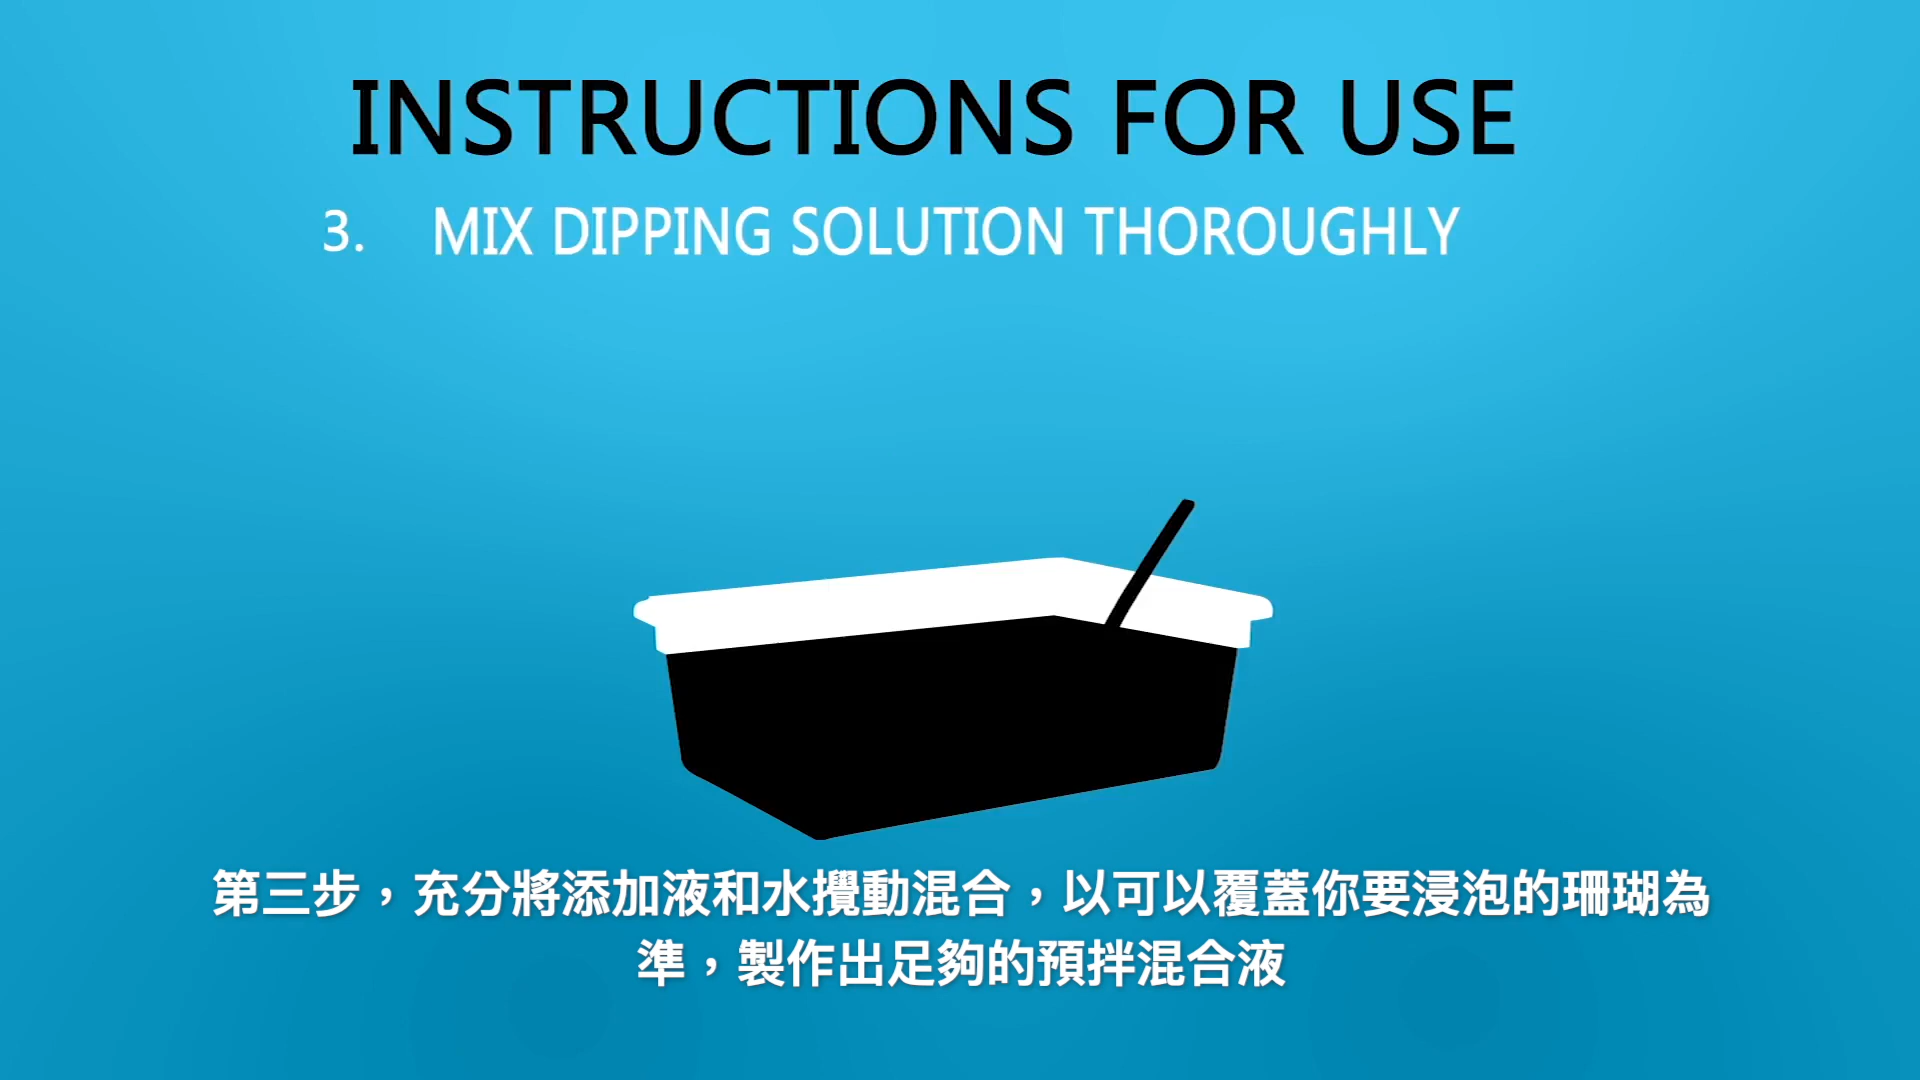 INSTRUCTIONS FOR USE
3. MIX DIPPING SOLUTION THOROUGHLY
第三步，充分將添加液和水攪動混合，以可以覆蓋你要浸泡的珊瑚為
準，製作出足夠的預拌混合液